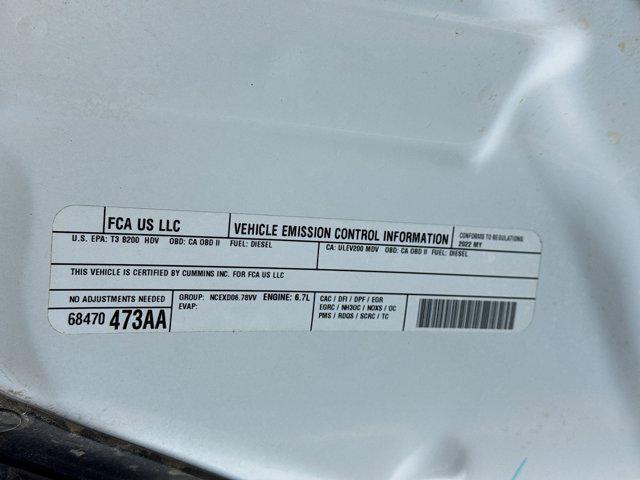 FCA US LLC
VEHICLE EMISSION CONTROL INFORMATION
CONFORMS TO REGULATIONS:
2022 MY
U.S. EPA: T3 B200 HDV OBD: CA OBD II FUEL: DIESEL
CA: ULEV200 MDV OBD: CA OBD II FUEL: DIESEL
THIS VEHICLE IS CERTIFIED BY CUMMINS INC. FOR FCA US LLC
NO ADJUSTMENTS NEEDED
68470 473AA
GROUP: NCEXD06.78VV ENGINE: 6.7L
EVAP:
CAC / DFI / DPF / EGR
EGRC / NH3OC / NOXS / OC
PMS / RDQS / SCRC / TC